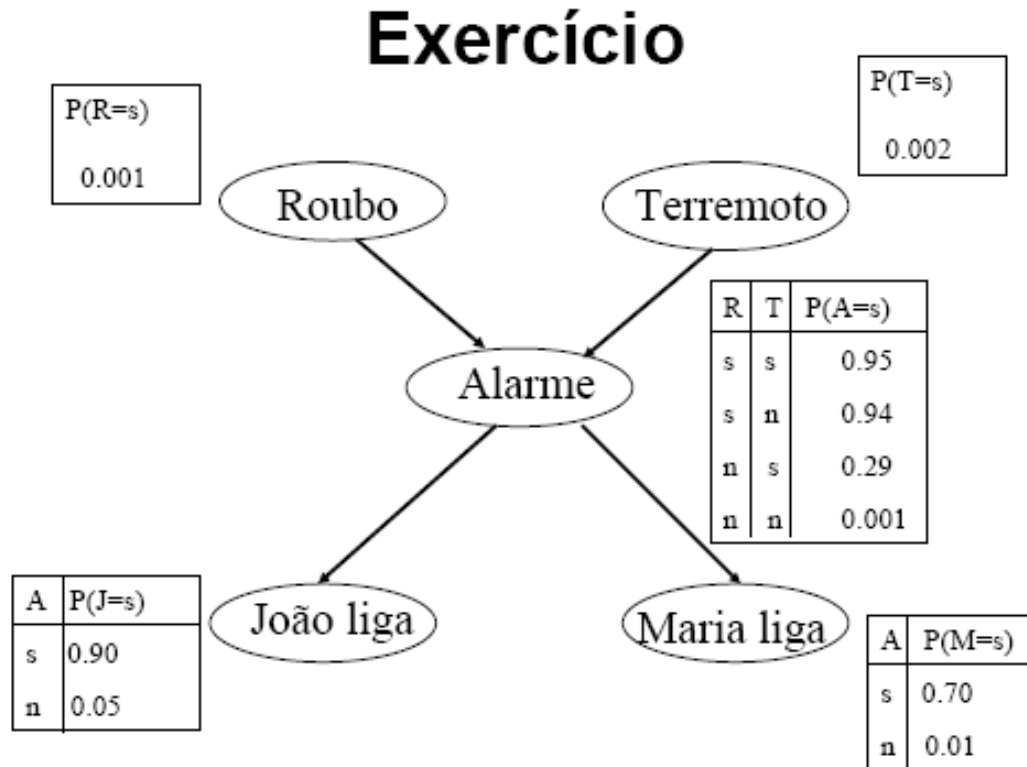 Exercício
P(R=s)
0.001
P(T=s)
0.002
Roubo
Terremoto
R T P(A=s)
s s 0.95
s n 0.94
n s 0.29
n n 0.001
Alarme
A P(J=s)
s 0.90
n 0.05
João liga
Maria liga
A P(M=s)
s 0.70
n 0.01